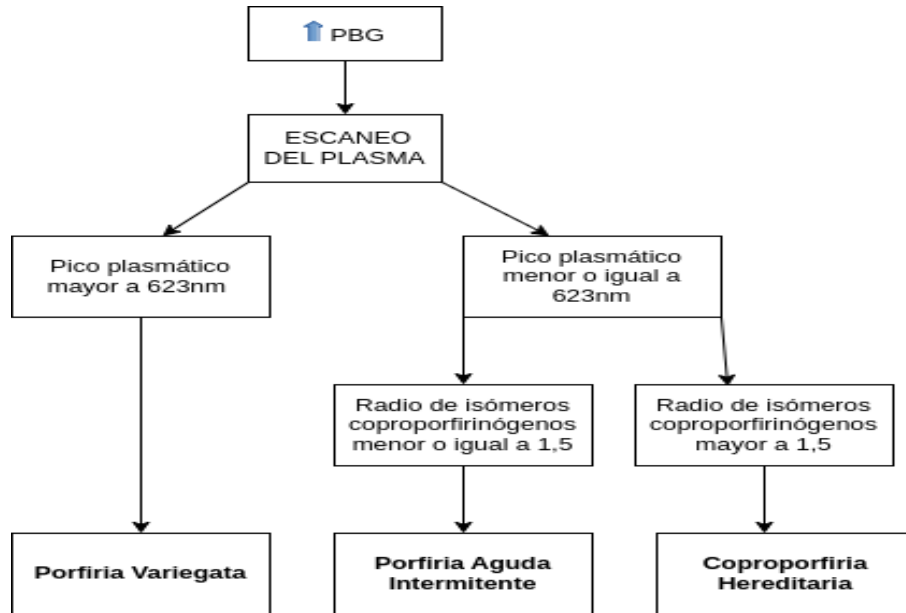 PBG
ESCANEO
DEL PLASMA
Pico plasmático
mayor a 623nm
Pico plasmático
menor o igual a
623nm
Radio de isómeros
coproporfirinógenos
menor o igual a 1,5
Radio de isómeros
coproporfirinógenos
mayor a 1,5
Porfiria Variegata
Porfiria Aguda
Intermitente
Coproporfiria
Hereditaria